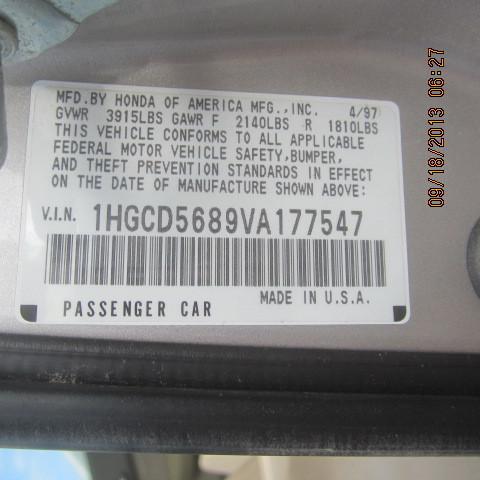 MFD.BY HONDA OF AMERICA MFG.,INC. 4/97
GVWR 3915LBS GAWR F 2140LBS R 1810LBS
THIS VEHICLE CONFORMS TO ALL APPLICABLE
FEDERAL MOTOR VEHICLE SAFETY,BUMPER,
AND THEFT PREVENTION STANDARDS IN EFFECT
ON THE DATE OF MANUFACTURE SHOWN ABOVE:
V.I.N. 1HGCD5689VA177547
PASSENGER CAR MADE IN U.S.A.
09/18/2013 06:27